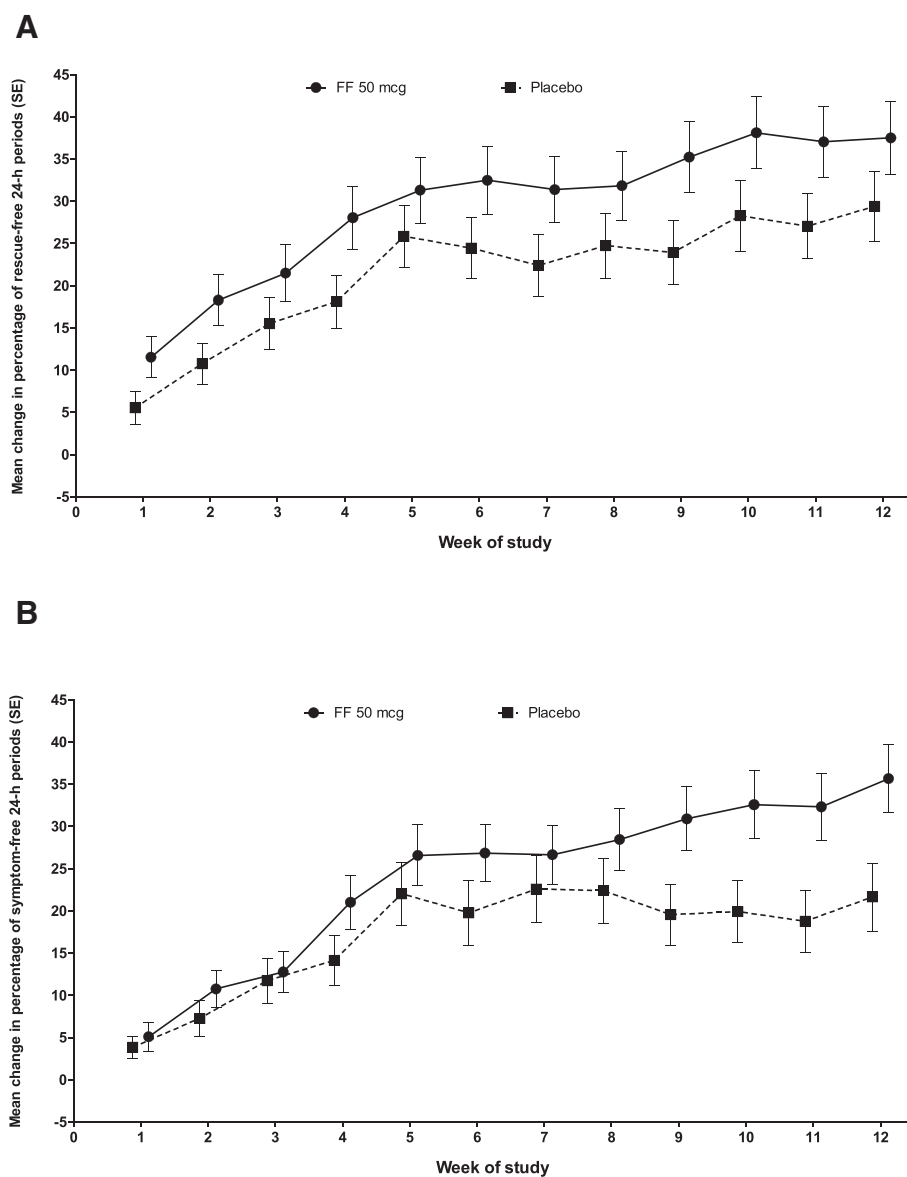 A
Mean change in percentage of rescue-free 24-h periods (SE)
FF 50 mcg
Placebo
45
40
35
30
25
20
15
10
5
0
-5
0 1 2 3 4 5 6 7 8 9 10 11 12
Week of study
B
Mean change in percentage of symptom-free 24-h periods (SE)
FF 50 mcg
Placebo
45
40
35
30
25
20
15
10
5
0
-5
0 1 2 3 4 5 6 7 8 9 10 11 12
Week of study